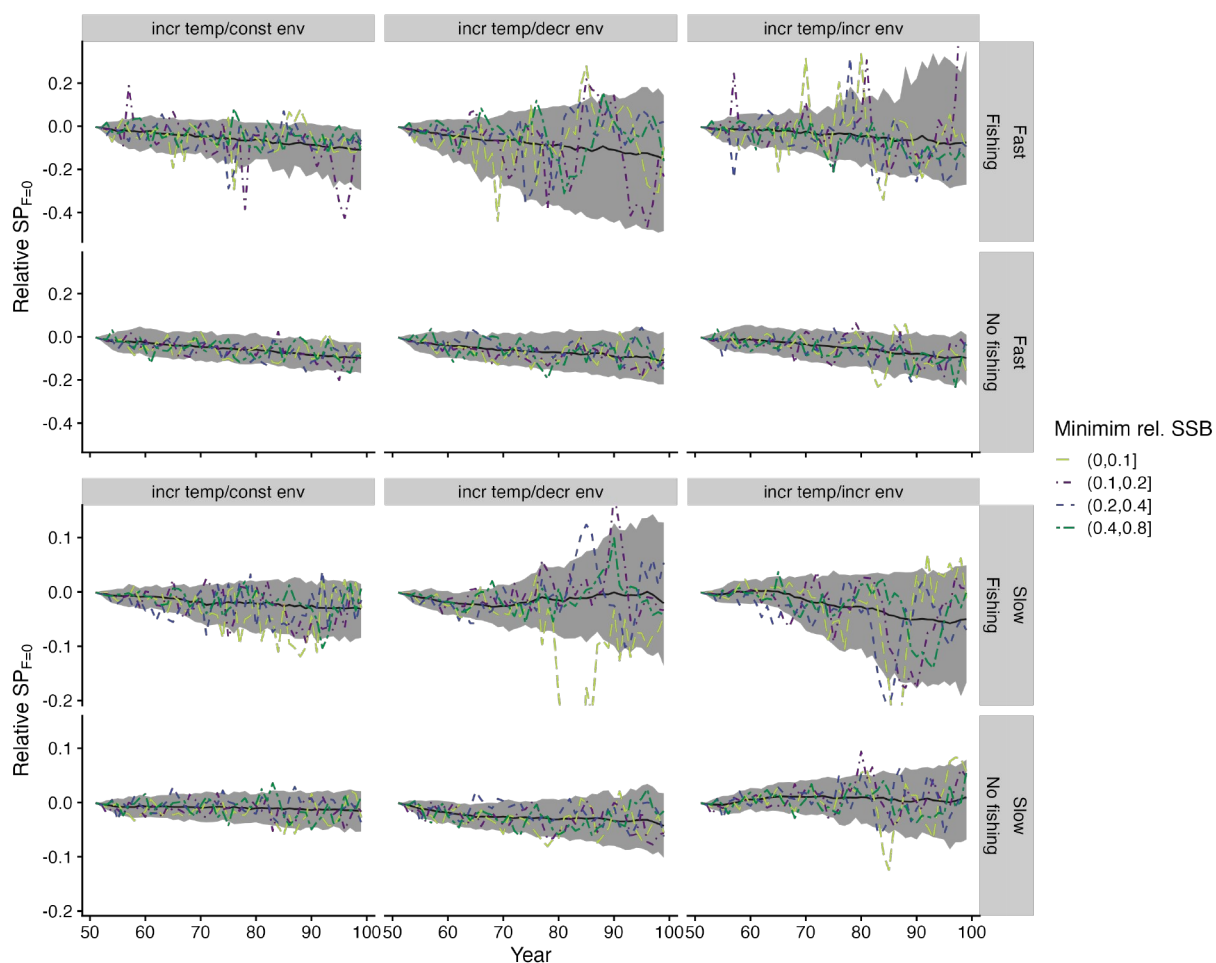 incr temp/const env incr temp/decr env incr temp/incr env
0.2
0.0
-0.2
-0.4
Fast
Fishing
Relative SP_F=0
0.2
0.0
-0.2
-0.4
Fast
No fishing
Minimim rel. SSB
(0,0.1]
(0.1,0.2]
(0.2,0.4]
(0.4,0.8]
incr temp/const env incr temp/decr env incr temp/incr env
0.1
0.0
-0.1
-0.2
Slow
Fishing
Relative SP_F=0
0.1
0.0
-0.1
-0.2
Slow
No fishing
50 60 70 80 90 100 50 60 70 80 90 100 50 60 70 80 90 100
Year